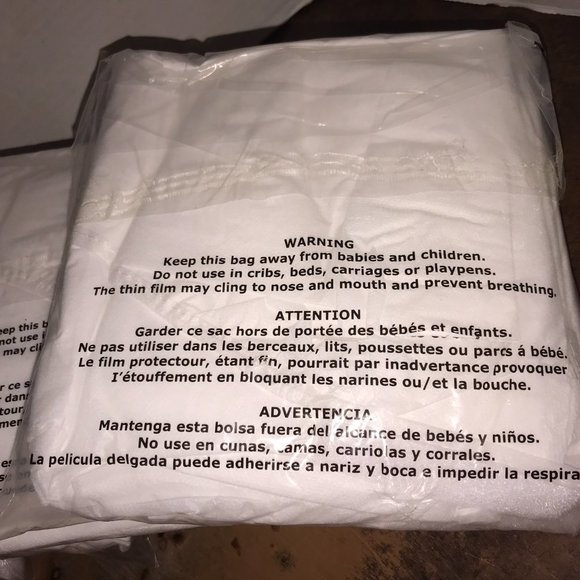 WARNING
Keep this bag away from babies and children.
Do not use in cribs, beds, carriages or playpens.
The thin film may cling to nose and mouth and prevent breathing.
ATTENTION
Garder ce sac hors de portée des bébés et enfants.
Ne pas utiliser dans les berceaux, lits, poussettes ou parcs á bébé.
Le film protectour, étant fin, pourrait par inadvertance provoquer
I'étouffement en bloquant les narines ou/et la bouche.
ADVERTENCIA
Mantenga esta bolsa fuera del alcance de bebés y niños.
No use en cunas, camas, carriolas y corrales.
La pelicula delgada puede adherirse a nariz y boca e impedir la respira